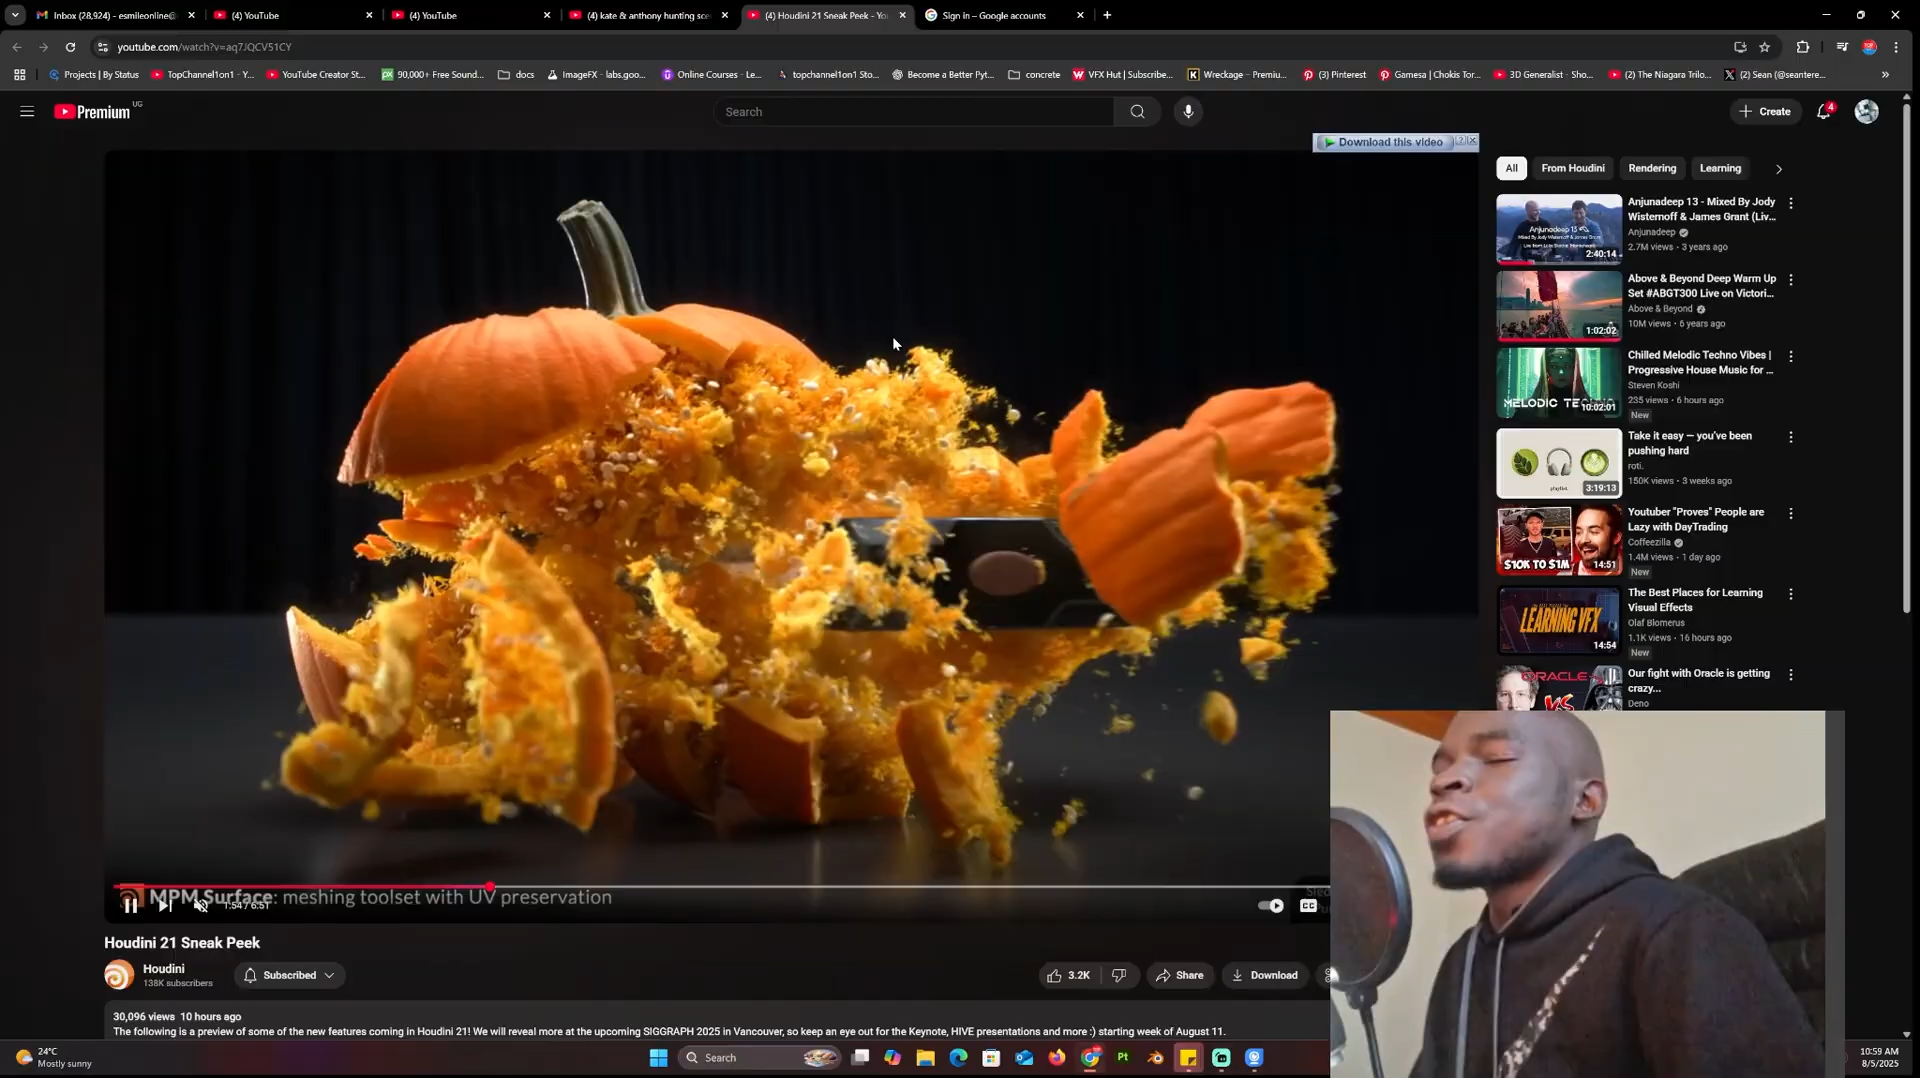 Inbox (28,924) - esmileonline@
(4) YouTube
(4) YouTube
(4) kate & anthony hunting sce
(4) Houdini 21 Sneak Peek - Yo
Sign in – Google accounts
youtube.com/watch?v=aq7JQCV51CY
Projects | By Status
TopChannel1on1 - Y...
YouTube Creator St...
90,000+ Free Sound...
docs
ImageFX - labs.goo...
Online Courses - Le...
topchannel1on1 Sto...
Become a Better Pyt...
concrete
VFX Hut | Subscribe...
Wreckage – Premiu...
(3) Pinterest
Gamesa | Chokis Tor...
3D Generalist - Sho...
(2) The Niagara Trilo...
(2) Sean (@seantere...
Premium
UG
Search
Create
4
Download this video
All
From Houdini
Rendering
Learning
Anjunadeep 13 - Mixed By Jody
Wisternoff & James Grant (Liv...
Anjunadeep
2.7M views • 3 years ago
Anjunadeep 13
2:40:14
Above & Beyond Deep Warm Up
Set #ABGT300 Live on Victori...
Above & Beyond
10M views • 6 years ago
1:02:02
Chilled Melodic Techno Vibes |
Progressive House Music for ...
Steven Koshi
235 views • 6 hours ago
New
10:02:01
Take it easy — you've been
pushing hard
roti.
150K views • 3 weeks ago
3:19:13
Youtuber "Proves" People are
Lazy with DayTrading
Coffeezilla
1.4M views • 1 day ago
New
$10K TO $1M
14:51
The Best Places for Learning
Visual Effects
Olaf Blomerus
1.1K views • 16 hours ago
New
LEARNING VFX
14:54
Our fight with Oracle is getting
crazy...
Deno
ORACLE
VS
MPM Surface: meshing toolset with UV preservation
1:54 / 6:51
CC
Houdini 21 Sneak Peek
Houdini
138K subscribers
Subscribed
3.2K
Share
Download
30,096 views 10 hours ago
The following is a preview of some of the new features coming in Houdini 21! We will reveal more at the upcoming SIGGRAPH 2025 in Vancouver, so keep an eye out for the Keynote, HIVE presentations and more :) starting week of August 11.
24°C
Mostly sunny
Search
Pt
10:59 AM
8/5/2025